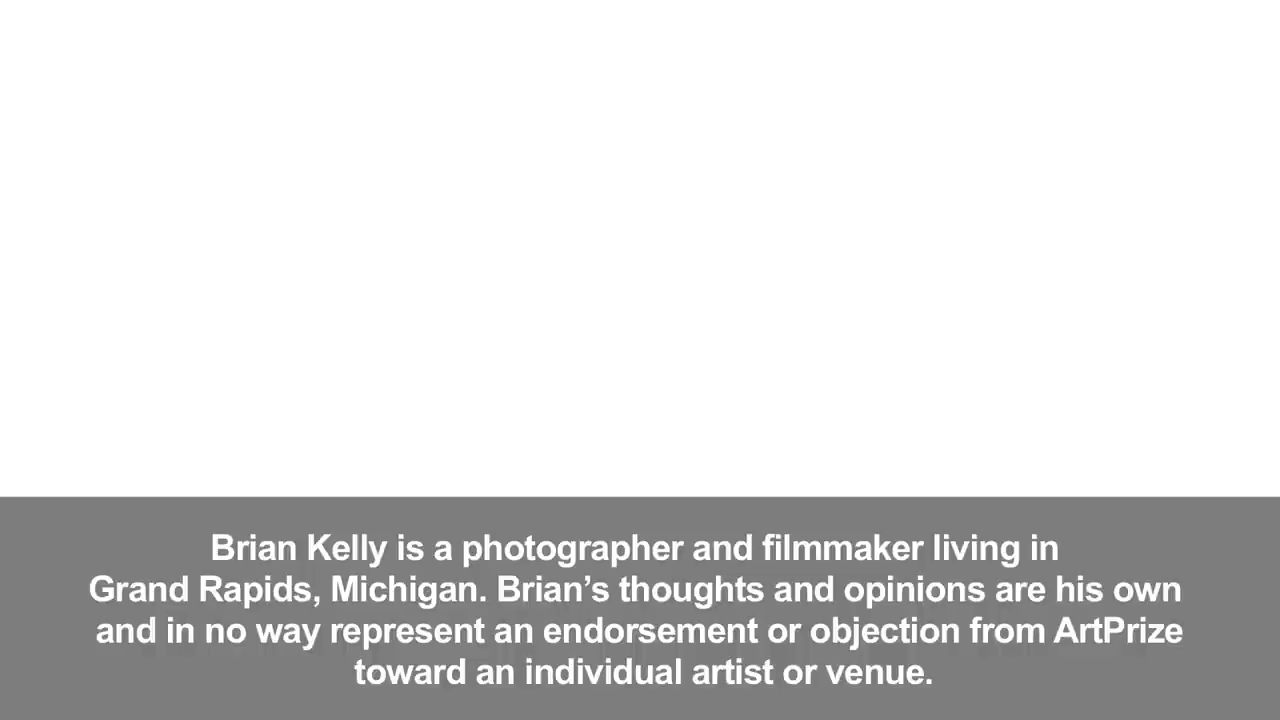 Brian Kelly is a photographer and filmmaker living in
Grand Rapids, Michigan. Brian’s thoughts and opinions are his own
and in no way represent an endorsement or objection from ArtPrize
toward an individual artist or venue.